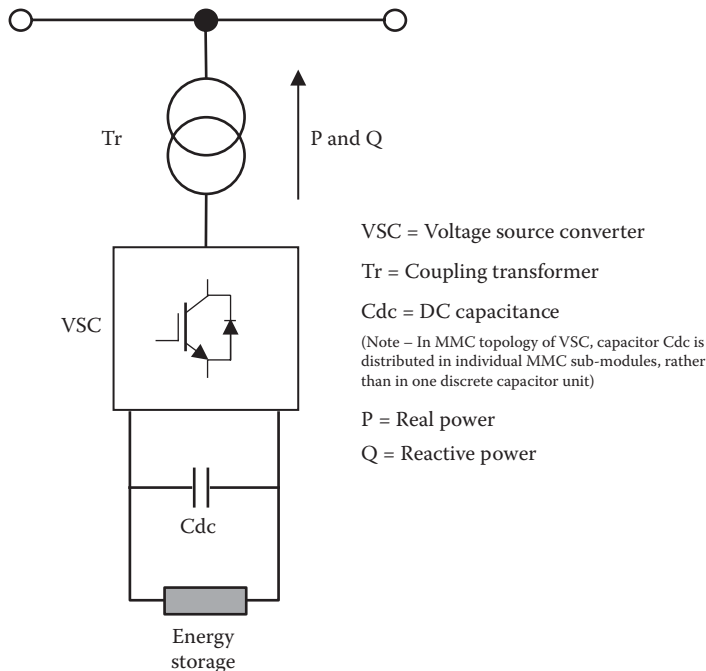 Tr
P and Q
VSC
Cdc
Energy
storage
VSC = Voltage source converter
Tr = Coupling transformer
Cdc = DC capacitance
(Note – In MMC topology of VSC, capacitor Cdc is
distributed in individual MMC sub-modules, rather
than in one discrete capacitor unit)
P = Real power
Q = Reactive power